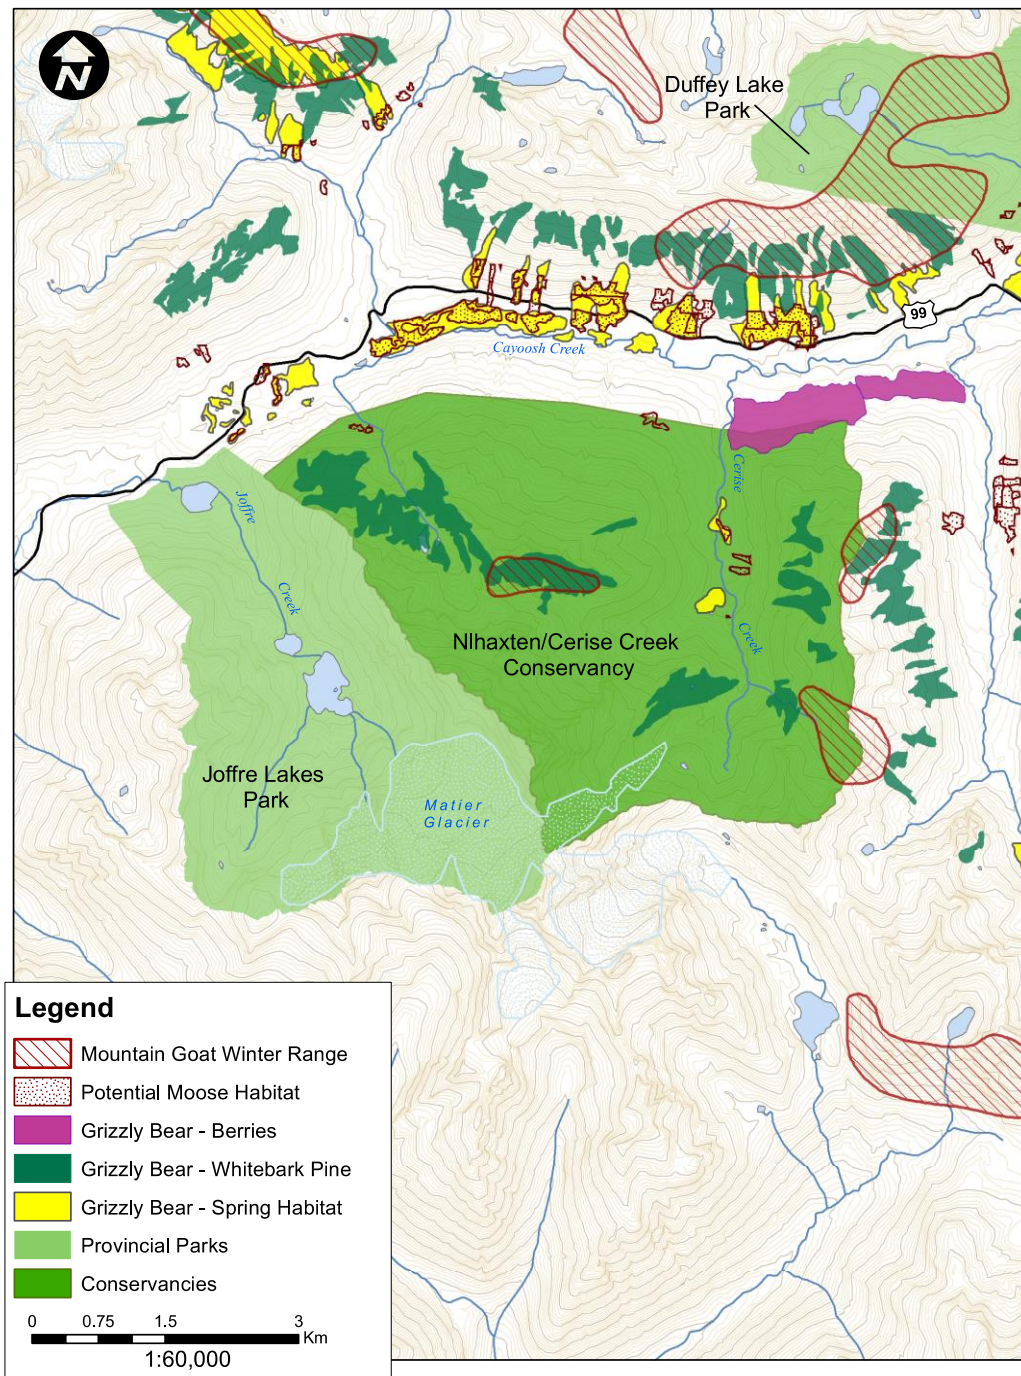 N
Duffey Lake
Park
99
Cayoosh Creek
Cerise
Joffre
Creek
Nlhaxten/Cerise Creek
Conservancy
Creek
Joffre Lakes
Park
Matier
Glacier
Legend
Mountain Goat Winter Range
Potential Moose Habitat
Grizzly Bear - Berries
Grizzly Bear - Whitebark Pine
Grizzly Bear - Spring Habitat
Provincial Parks
Conservancies
0 0.75 1.5 3
Km
1:60,000